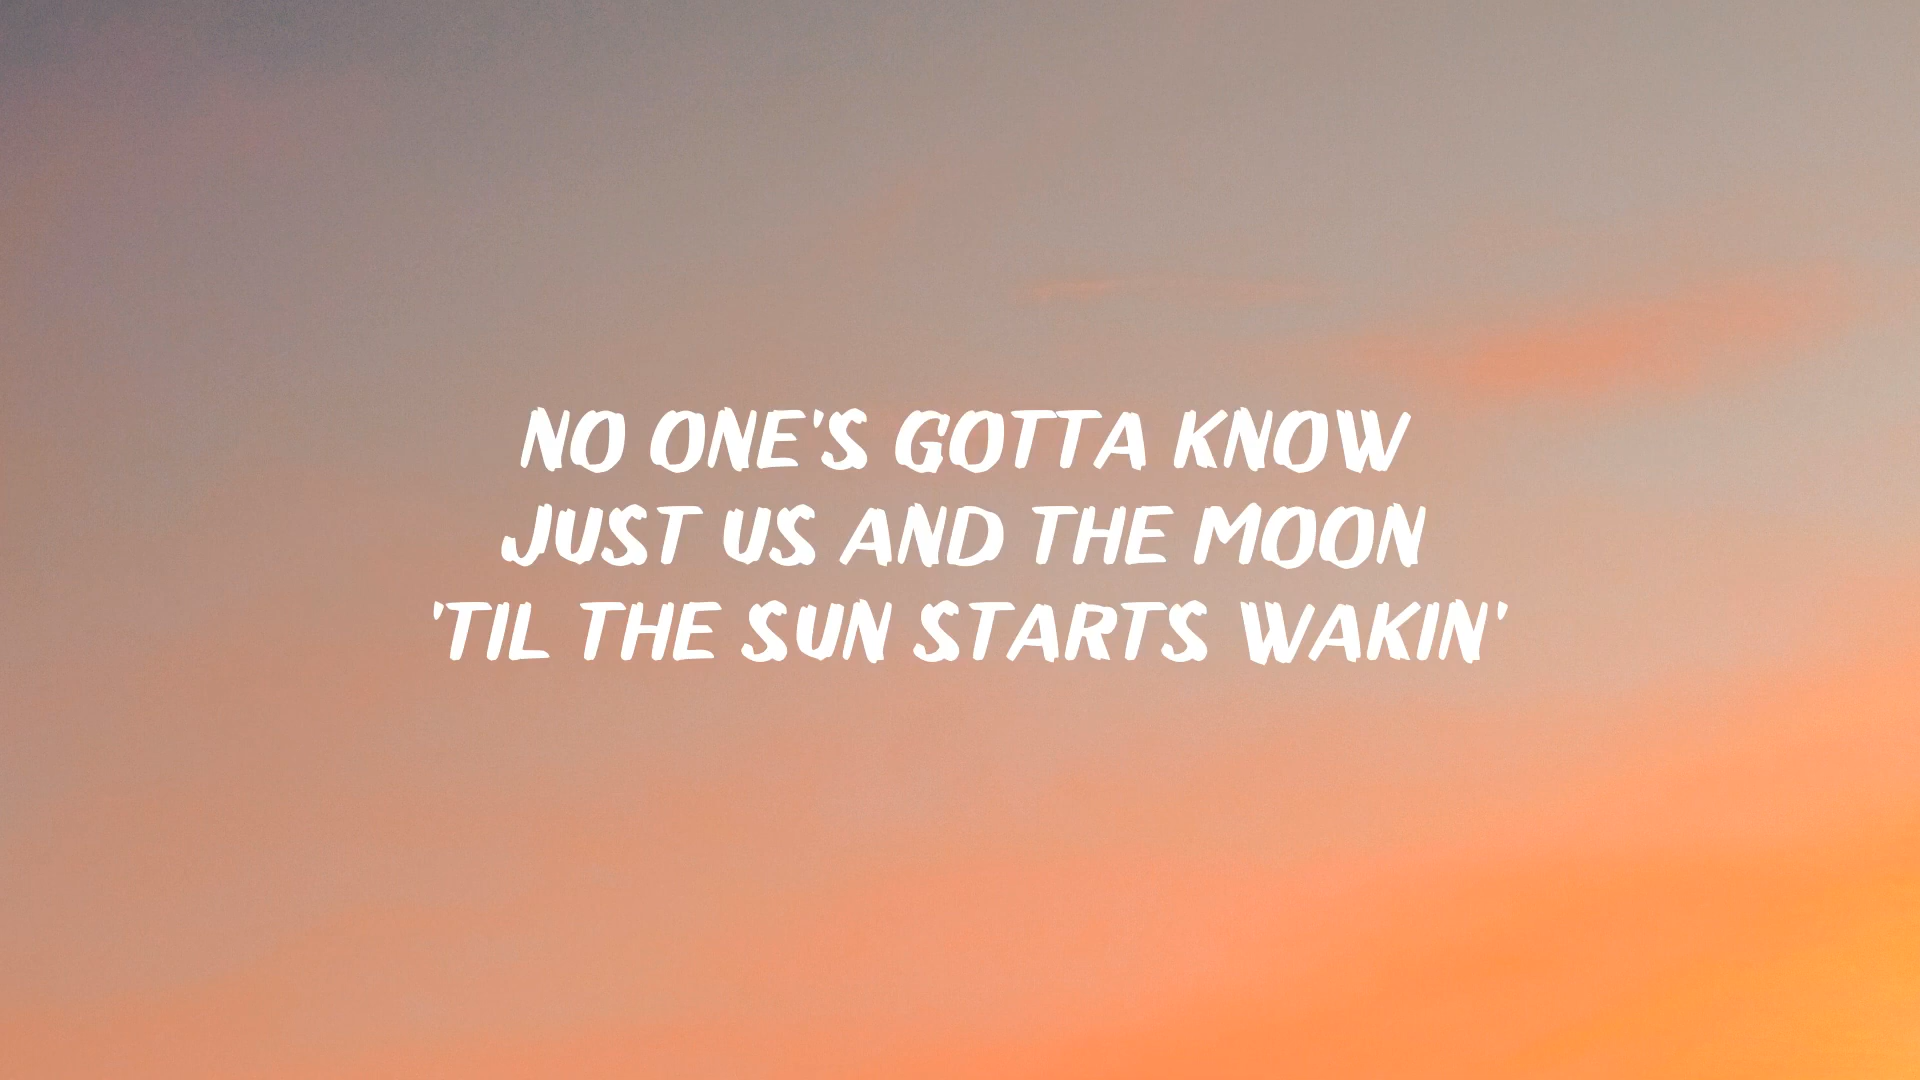 NO ONE'S GOTTA KNOW
JUST US AND THE MOON
'TIL THE SUN STARTS WAKIN'